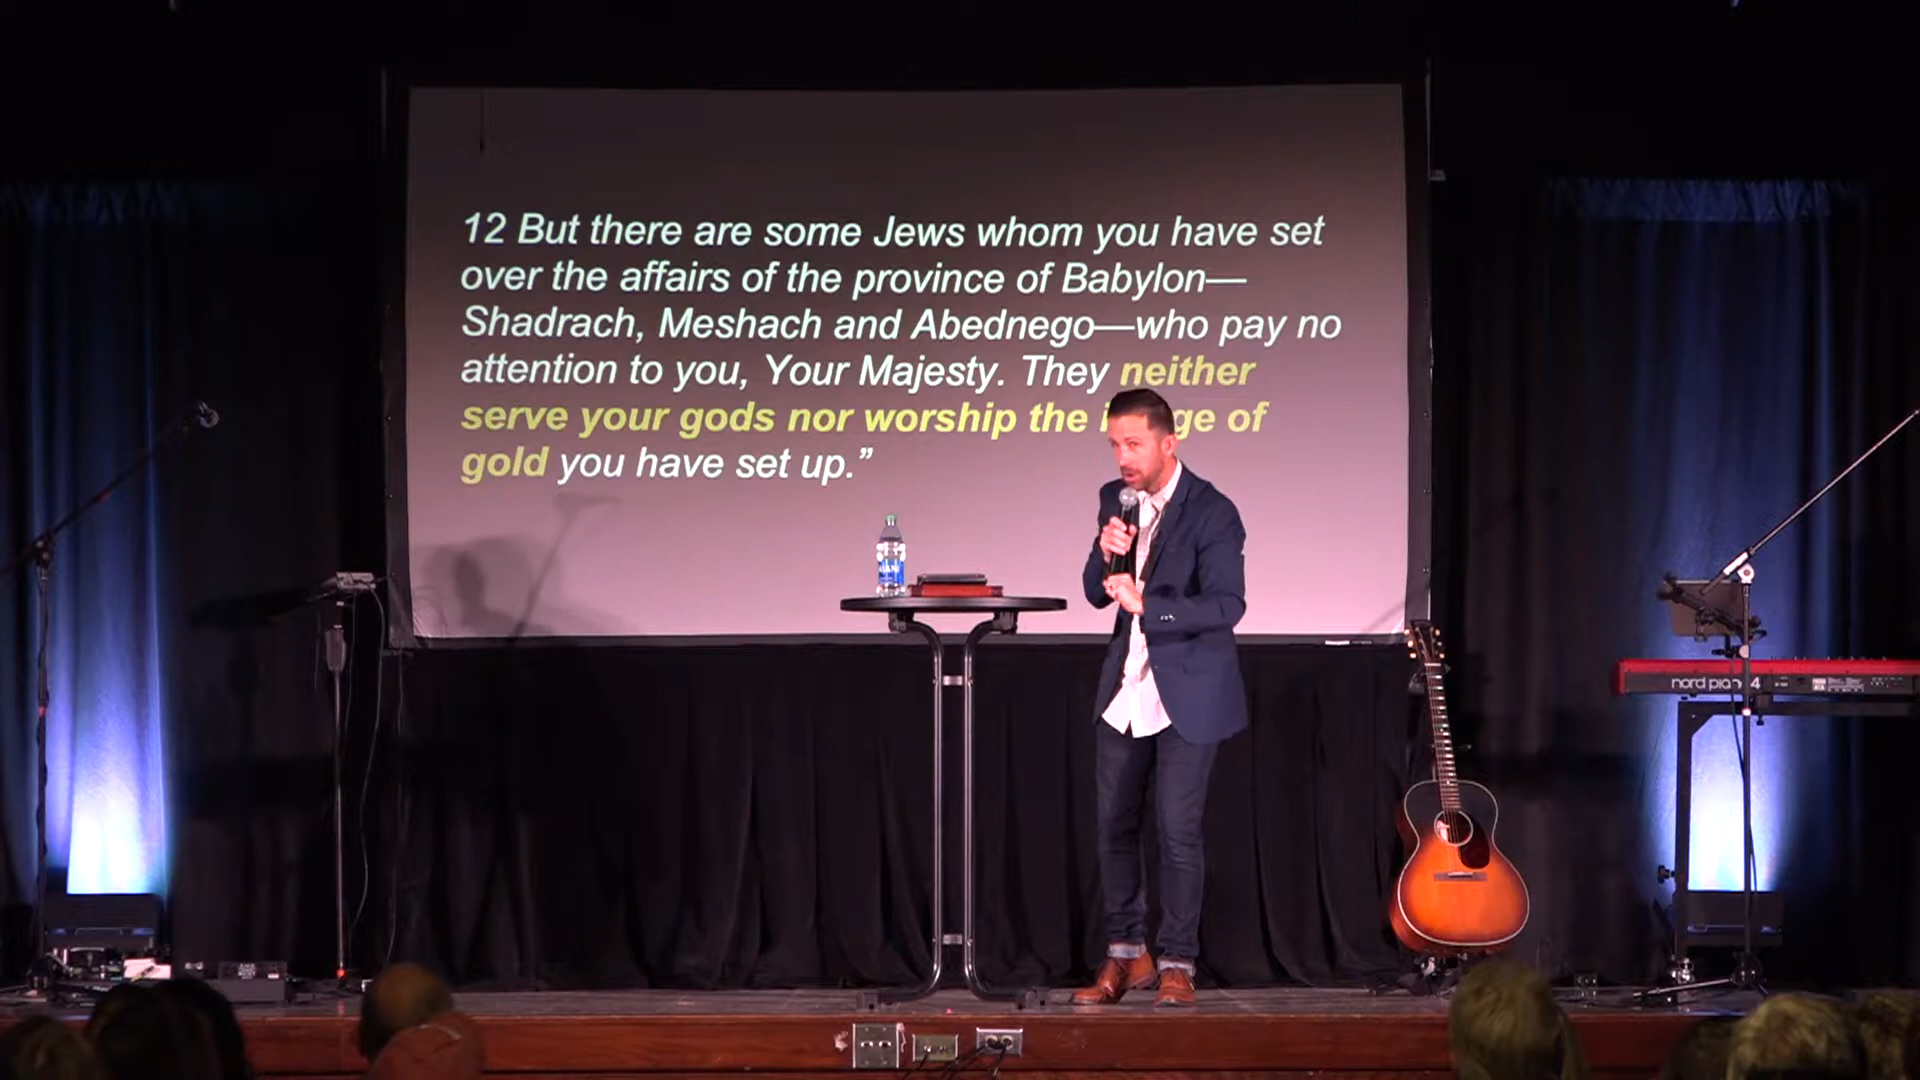 12 But there are some Jews whom you have set
over the affairs of the province of Babylon—
Shadrach, Meshach and Abednego—who pay no
attention to you, Your Majesty. They neither
serve your gods nor worship the of
gold you have set up.”
nord piano 4